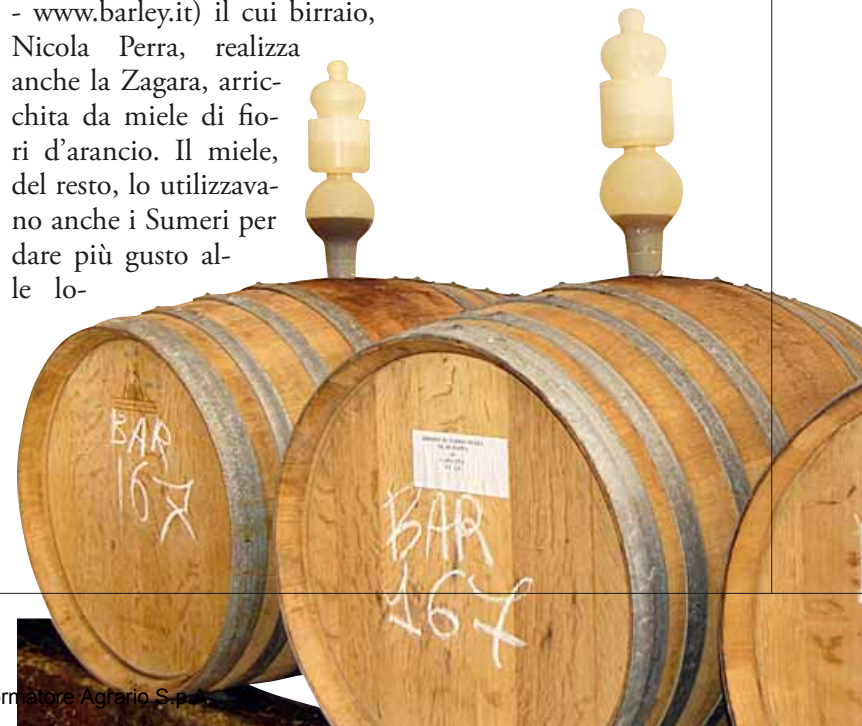 - www.barley.it) il cui birraio,
Nicola Perra, realizza
anche la Zagara, arric-
chita da miele di fio-
ri d'arancio. Il miele,
del resto, lo utilizzava-
no anche i Sumeri per
dare più gusto al-
le lo-
BAR
167
BAR
167
Agrario S.p.A.